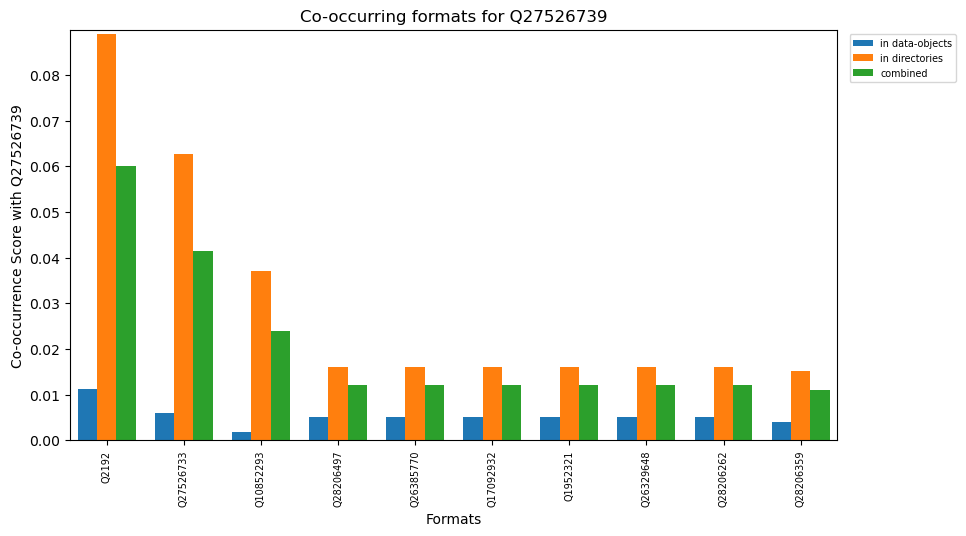 Co-occurring formats for Q27526739
in data-objects
in directories
combined
Co-occurrence Score with Q27526739
0.08
0.07
0.06
0.05
0.04
0.03
0.02
0.01
0.00
Q2192
Q27526733
Q10852293
Q28206497
Q26385770
Q17092932
Q1952321
Q26329648
Q28206262
Q28206359
Formats